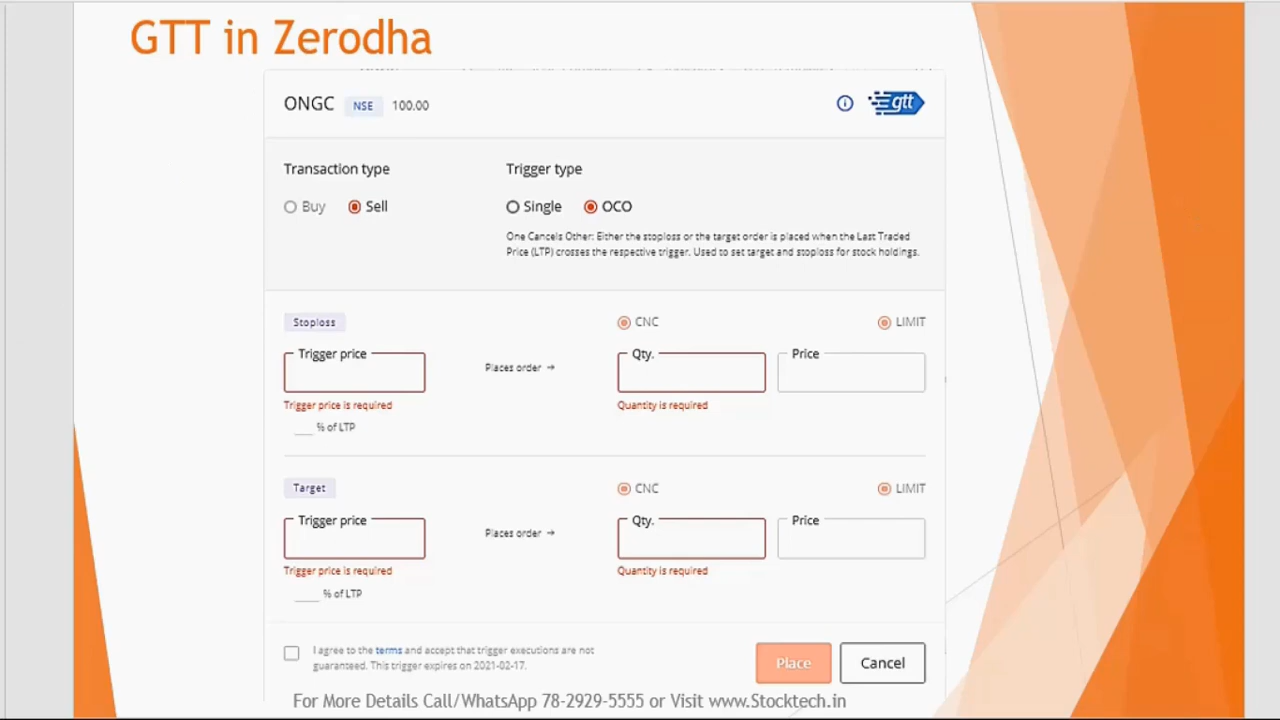 GTT in Zerodha
ONGC NSE 100.00
gtt
Transaction type
Trigger type
Buy Sell
Single OCO
One Cancels Other: Either the stoploss or the target order is placed when the Last Traded
Price (LTP) crosses the respective trigger. Used to set target and stoploss for stock holdings.
Stoploss
CNC
LIMIT
Trigger price
Places order →
Qty.
Price
Trigger price is required
Quantity is required
% of LTP
Target
CNC
LIMIT
Trigger price
Places order →
Qty.
Price
Trigger price is required
Quantity is required
% of LTP
I agree to the terms and accept that trigger executions are not
guaranteed. This trigger expires on 2021-02-17.
Place
Cancel
For More Details Call/WhatsApp 78-2929-5555 or Visit www.Stocktech.in